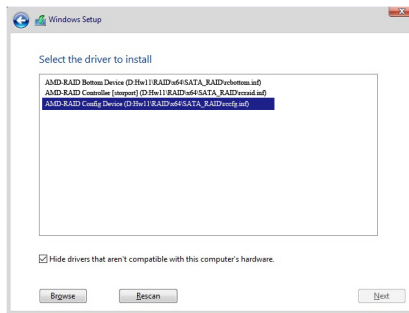 Windows Setup
Select the driver to install
AMD-RAID Bottom Device (D:\Hw11\RAID\x64\SATA_RAID\rcbottom.inf)
AMD-RAID Controller [storport] (D:\Hw11\RAID\x64\SATA_RAID\rcraid.inf)
AMD-RAID Config Device (D:\Hw11\RAID\x64\SATA_RAID\rccfg.inf)
Hide drivers that aren't compatible with this computer's hardware.
Browse
Rescan
Next